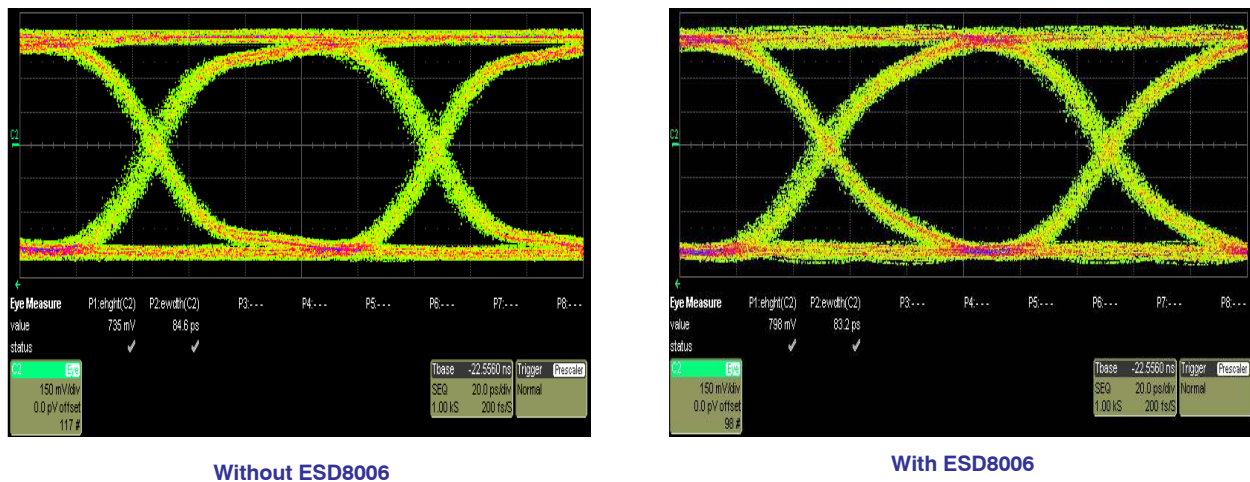 C2
Eye Measure P1:ehght(C2) P2:ewdth(C2) P3:--- P4:--- P5:--- P6:--- P7:--- P8:---
value 735 mV 84.6 ps
status ✓ ✓
C2 Eye
150 mV/div
0.0 pV offset
117 #
Tbase -22.5560 ns
SEQ 20.0 ps/div
1.00 kS 200 fs/S
Trigger Prescaler
Normal
Without ESD8006
C2
Eye Measure P1:ehght(C2) P2:ewdth(C2) P3:--- P4:--- P5:--- P6:--- P7:--- P8:---
value 798 mV 83.2 ps
status ✓ ✓
C2 Eye
150 mV/div
0.0 pV offset
98 #
Tbase -22.5560 ns
SEQ 20.0 ps/div
1.00 kS 200 fs/S
Trigger Prescaler
Normal
With ESD8006